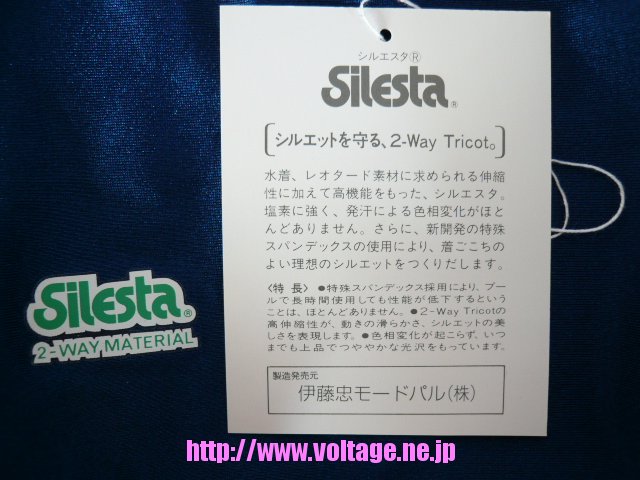 シルエスタ®
Silesta®
シルエットを守る、2-Way Tricot。
水着、レオタード素材に求められる伸縮
性に加えて高機能をもった、シルエスタ。
塩素に強く、発汗による色相変化がほと
んどありません。さらに、新開発の特殊
スパンデックスの使用により、着ごこちの
よい理想のシルエットをつくりだします。
〈特長〉●特殊スパンデックス採用により、プー
ルで長時間使用しても性能が低下するという
ことは、ほとんどありません。●2-Way Tricotの
高伸縮性が、動きの滑らかさ、シルエットの美
しさを表現します。●色相変化が起こらず、いつ
までも上品でつややかな光沢をもっています。
製造発売元
伊藤忠モードパル(株)
Silesta®
2-WAY MATERIAL
http://www.voltage.ne.jp